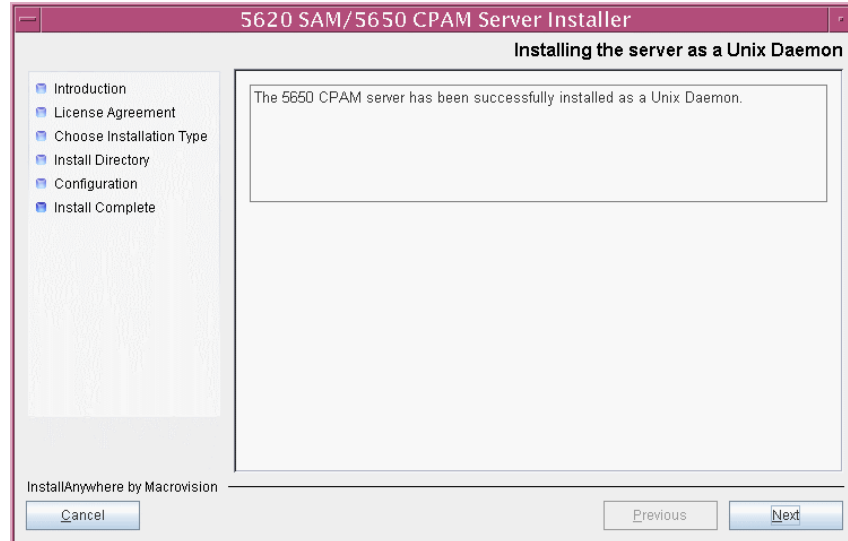 5620 SAM/5650 CPAM Server Installer
Installing the server as a Unix Daemon
Introduction
License Agreement
Choose Installation Type
Install Directory
Configuration
Install Complete
The 5650 CPAM server has been successfully installed as a Unix Daemon.
InstallAnywhere by Macrovision
Cancel
Previous
Next